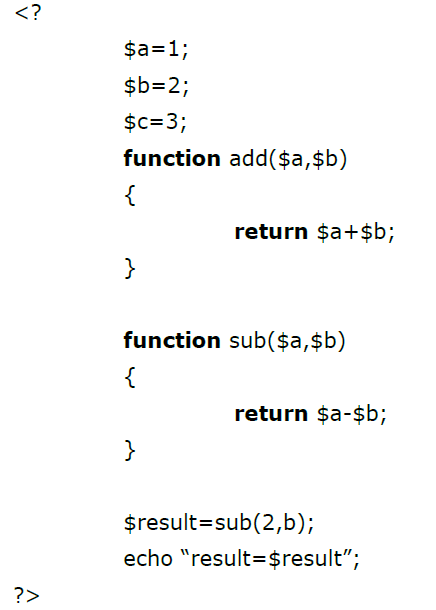 <?
$a=1;
$b=2;
$c=3;
function add($a,$b)
{
return $a+$b;
}
function sub($a,$b)
{
return $a-$b;
}
$result=sub(2,b);
echo “result=$result”;
?>